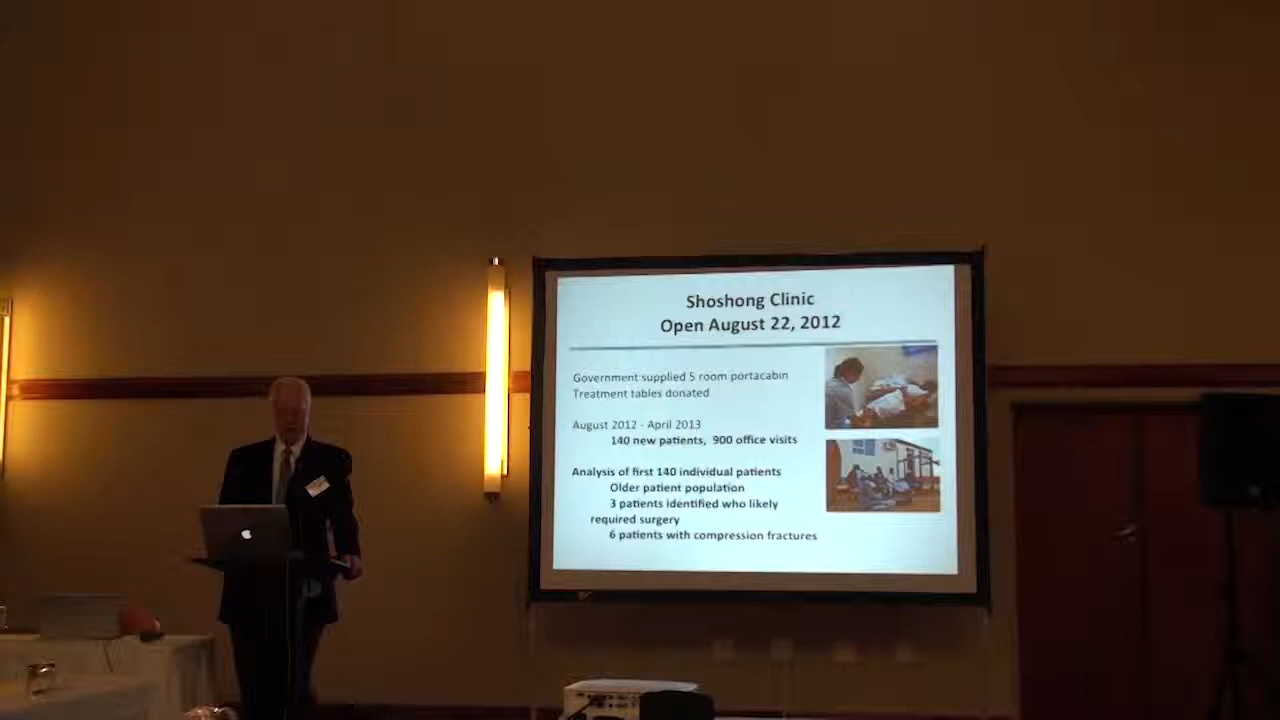 Shoshong Clinic
Open August 22, 2012
Government supplied 5 room portacabin
Treatment tables donated
August 2012 - April 2013
140 new patients, 900 office visits
Analysis of first 140 individual patients
Older patient population
3 patients identified who likely
required surgery
6 patients with compression fractures